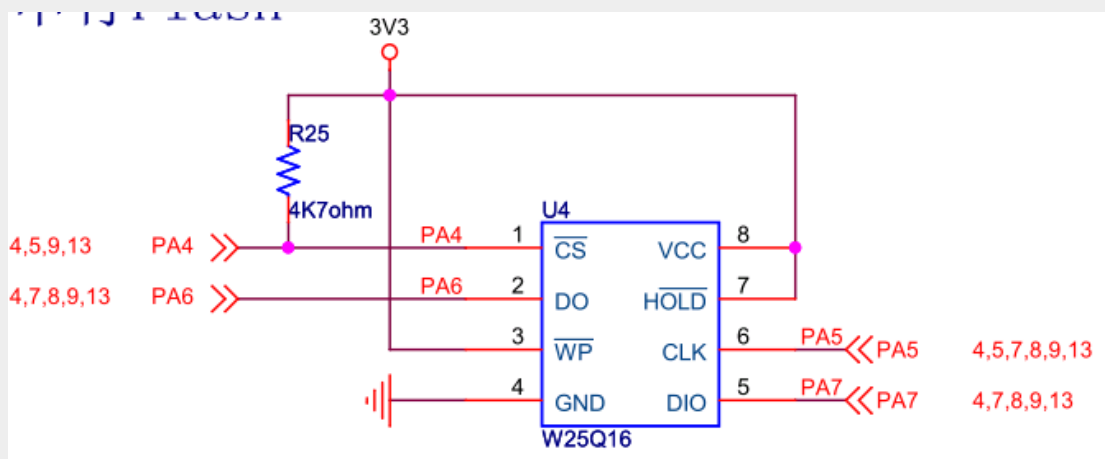 Flash
3V3
R25
4K7ohm
U4
4,5,9,13 PA4 PA4 1 CS VCC 8
4,7,8,9,13 PA6 PA6 2 DO HOLD 7
3 WP CLK 6 PA5 PA5 4,5,7,8,9,13
4 GND DIO 5 PA7 PA7 4,7,8,9,13
W25Q16